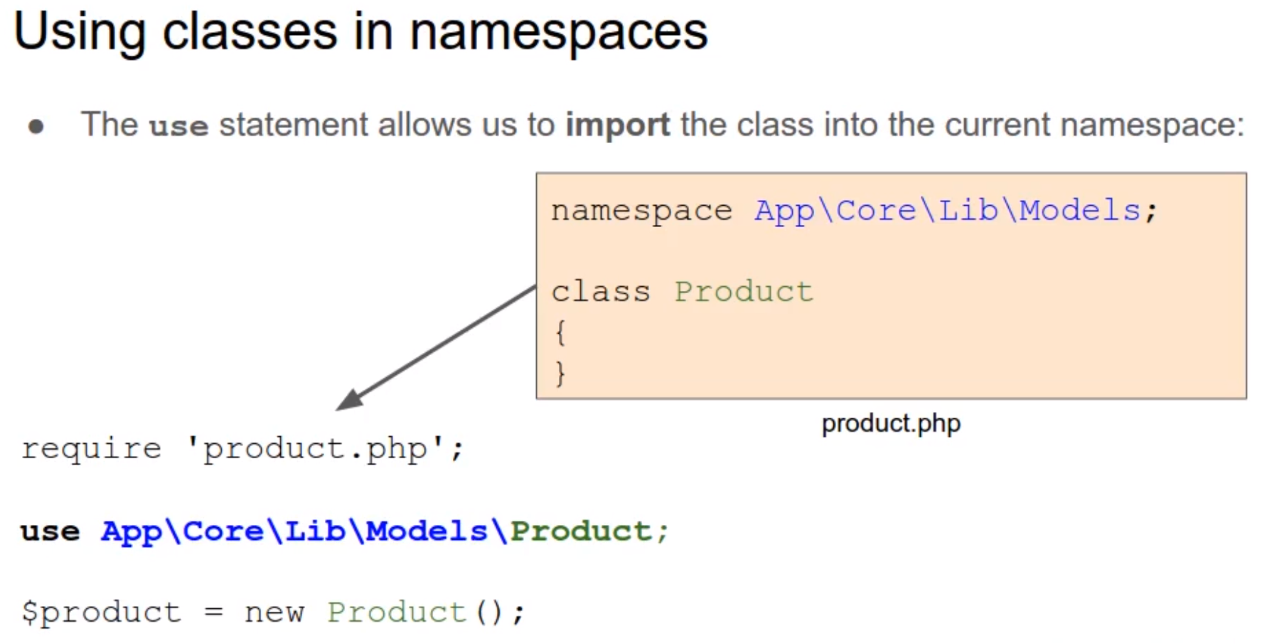 Using classes in namespaces
● The use statement allows us to import the class into the current namespace:
namespace App\Core\Lib\Models;
class Product
{
}
product.php
require 'product.php';
use App\Core\Lib\Models\Product;
$product = new Product();